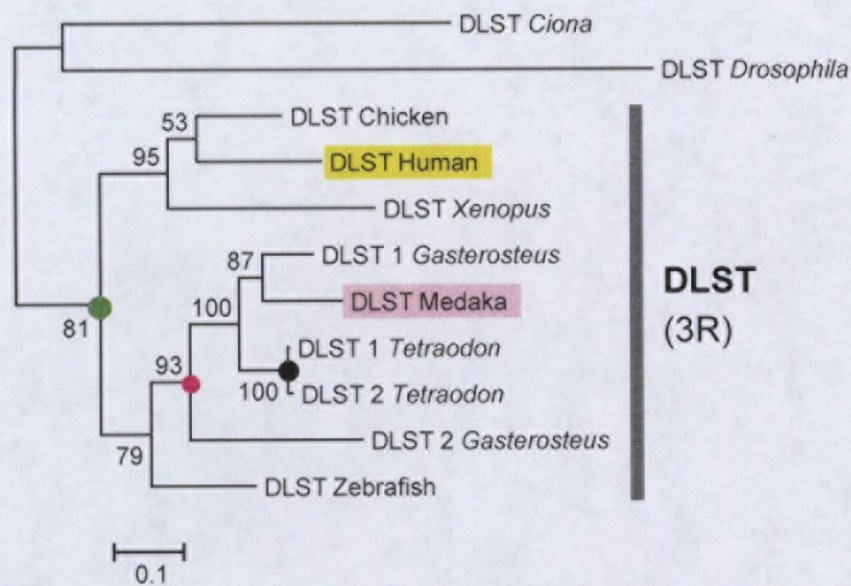 DLST Ciona
DLST Drosophila
53
DLST Chicken
95
DLST Human
DLST Xenopus
87
DLST 1 Gasterosteus
100
DLST Medaka
81
DLST
(3R)
93
DLST 1 Tetraodon
100
DLST 2 Tetraodon
79
DLST 2 Gasterosteus
DLST Zebrafish
0.1